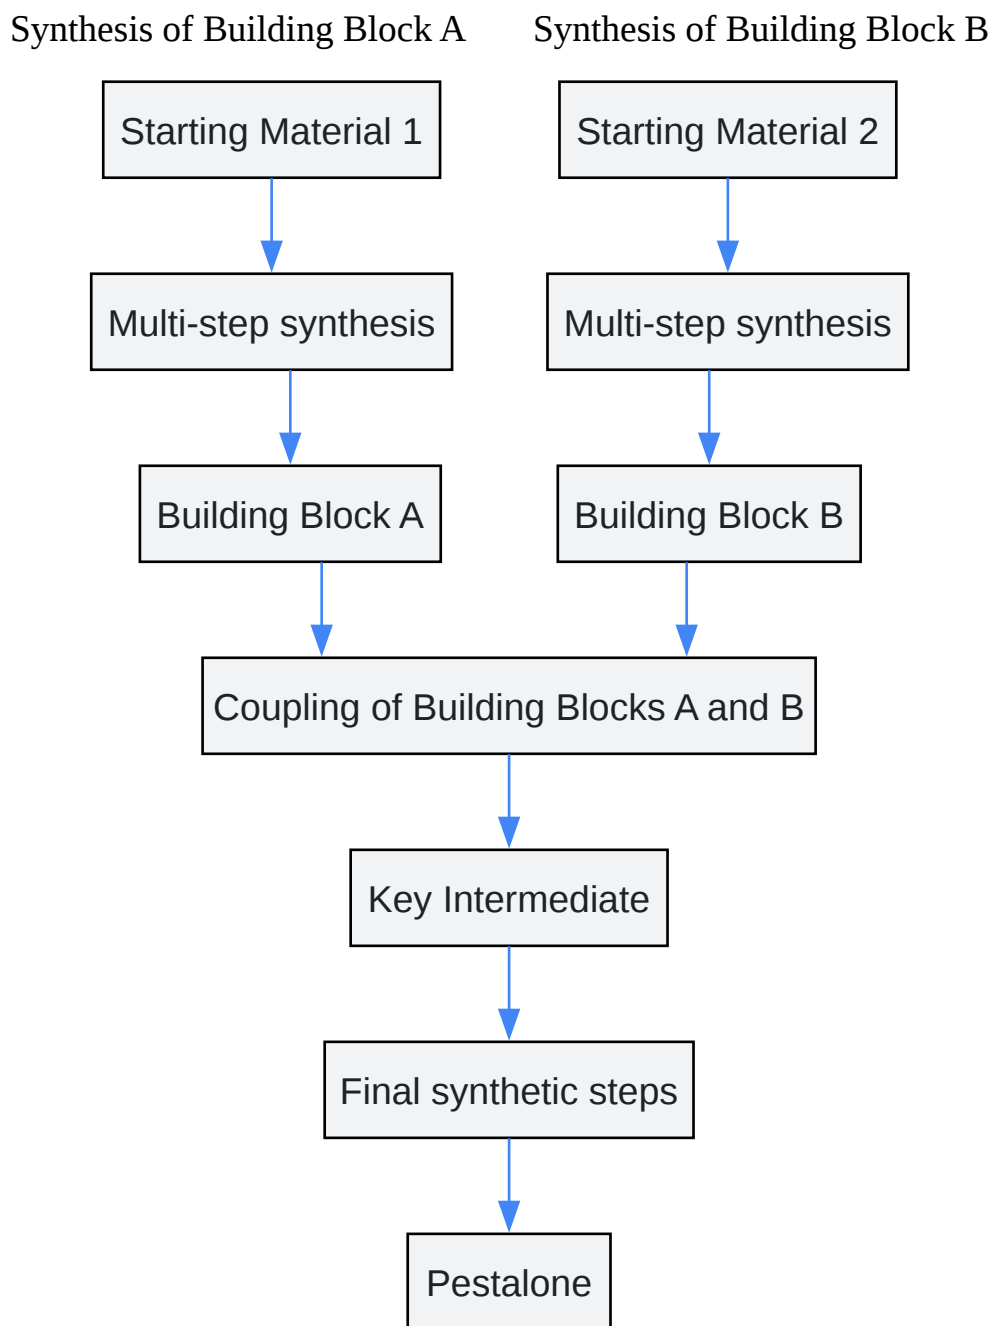 Synthesis of Building Block A
Synthesis of Building Block B
Starting Material 1
Starting Material 2
Multi-step synthesis
Multi-step synthesis
Building Block A
Building Block B
Coupling of Building Blocks A and B
Key Intermediate
Final synthetic steps
Pestalone